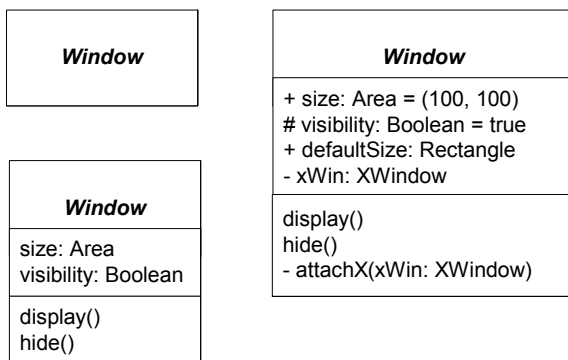 Window
Window
size: Area
visibility: Boolean
display()
hide()
Window
+ size: Area = (100, 100)
# visibility: Boolean = true
+ defaultSize: Rectangle
- xWin: XWindow
display()
hide()
- attachX(xWin: XWindow)